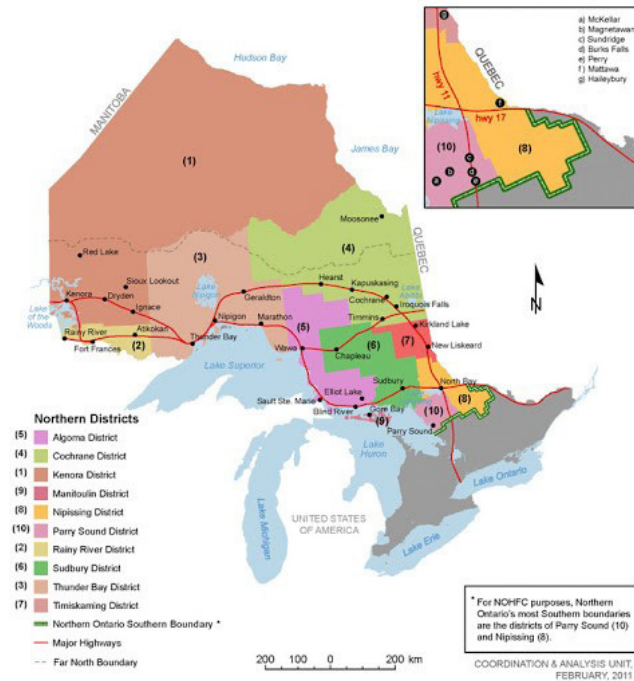 Hudson Bay
MANITOBA
(1)
James Bay
Moosonee
QUEBEC
(3)
(4)
Red Lake
Sioux Lookout
Lake
Nipigon
Hearst
Kapuskasing
Lake
Abitibi
Kenora
Dryden
Geraldton
Cochrane
Iroquois Falls
Lake
of the
Woods
Ignace
Nipigon
Marathon
Timmins
Kirkland Lake
Rainy River
Atikokan
(5)
(6)
(7)
New Liskeard
Fort Frances
(2)
Thunder Bay
Wawa
Chapleau
Lake Superior
Sudbury
North Bay
Elliot Lake
Sault Ste. Marie
Blind River
Gore Bay
(8)
(9)
(10)
Parry Sound
Lake
Huron
Lake Michigan
Lake Ontario
UNITED STATES
OF AMERICA
Lake Erie
Northern Districts
(5) Algoma District
(4) Cochrane District
(1) Kenora District
(9) Manitoulin District
(8) Nipissing District
(10) Parry Sound District
(2) Rainy River District
(6) Sudbury District
(3) Thunder Bay District
(7) Timiskaming District
Northern Ontario Southern Boundary *
Major Highways
Far North Boundary
200 100 0 200 km
N
g
QUEBEC
hwy 11
f
hwy 17
Lake
Nipissing
(10)
(8)
c
b
d
a
e
a) McKellar
b) Magnetawan
c) Sundridge
d) Burks Falls
e) Perry
f) Mattawa
g) Haileybury
* For NOHFC purposes, Northern
Ontario's most Southern boundaries
are the districts of Parry Sound (10)
and Nipissing (8).
COORDINATION & ANALYSIS UNIT,
FEBRUARY, 2011